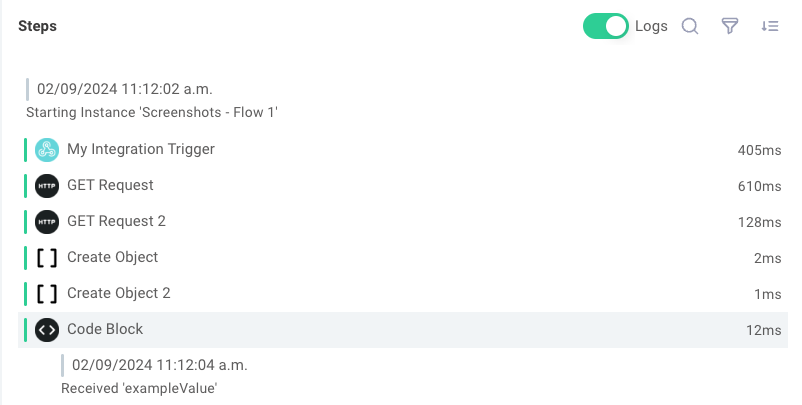 Steps
Logs
02/09/2024 11:12:02 a.m.
Starting Instance 'Screenshots - Flow 1'
My Integration Trigger 405ms
HTTP GET Request 610ms
HTTP GET Request 2 128ms
Create Object 2ms
Create Object 2 1ms
Code Block 12ms
02/09/2024 11:12:04 a.m.
Received 'exampleValue'